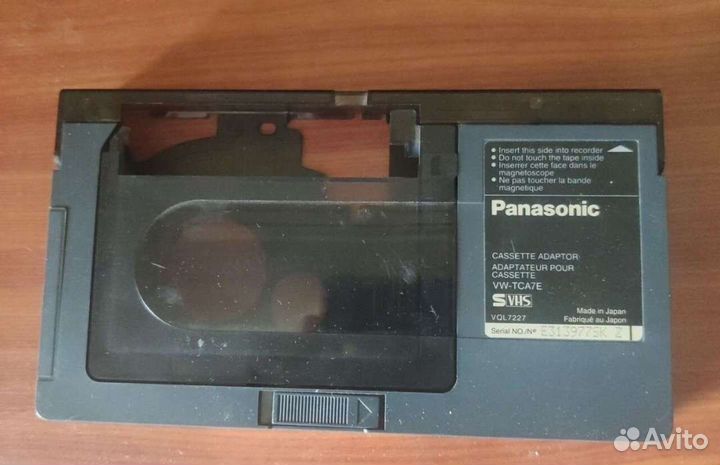 • Insert this side into recorder
• Do not touch the tape inside
• Inserrer cette face dans le
magnetoscope
• Ne pas toucher la bande
magnetique
Panasonic
CASSETTE ADAPTOR
ADAPTATEUR POUR
CASSETTE
VW-TCA7E
S VHS
VQL7227
Made in Japan
Fabriqué au Japon
Serial NO./Nº
Avito